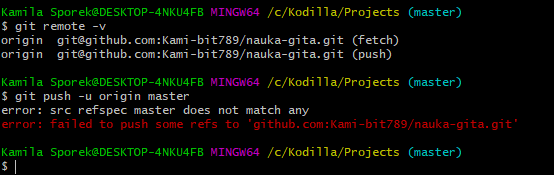 Kamila Sporek@DESKTOP-4NKU4FB MINGW64 /c/Kodilla/Projects (master)
$ git remote -v
origin  git@github.com:Kami-bit789/nauka-gita.git (fetch)
origin  git@github.com:Kami-bit789/nauka-gita.git (push)

Kamila Sporek@DESKTOP-4NKU4FB MINGW64 /c/Kodilla/Projects (master)
$ git push -u origin master
error: src refspec master does not match any
error: failed to push some refs to 'github.com:Kami-bit789/nauka-gita.git'

Kamila Sporek@DESKTOP-4NKU4FB MINGW64 /c/Kodilla/Projects (master)
$